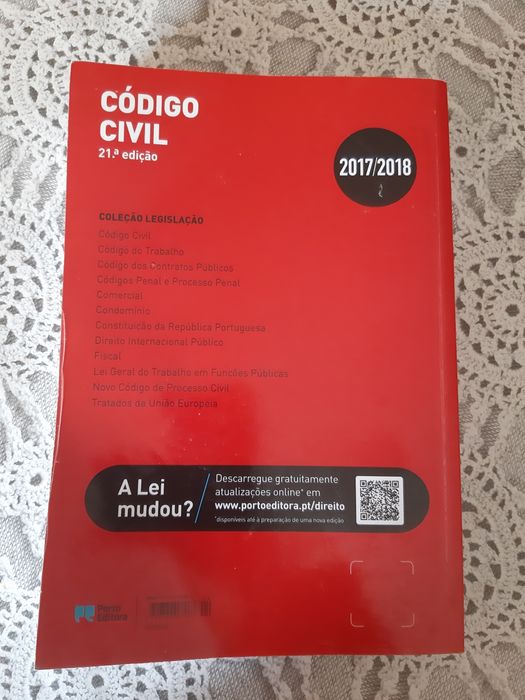 CÓDIGO
CIVIL
21.ª edição
2017/2018
COLEÇÃO LEGISLAÇÃO
Código Civil
Código do Trabalho
Código dos Contratos Públicos
Códigos Penal e Processo Penal
Comercial
Condomínio
Constituição da República Portuguesa
Direito Internacional Público
Fiscal
Lei Geral do Trabalho em Funções Públicas
Novo Código de Processo Civil
Tratados da União Europeia
A Lei
mudou?
Descarregue gratuitamente
atualizações online* em
www.portoeditora.pt/direito
*disponíveis até à preparação de uma nova edição
Porto
Editora